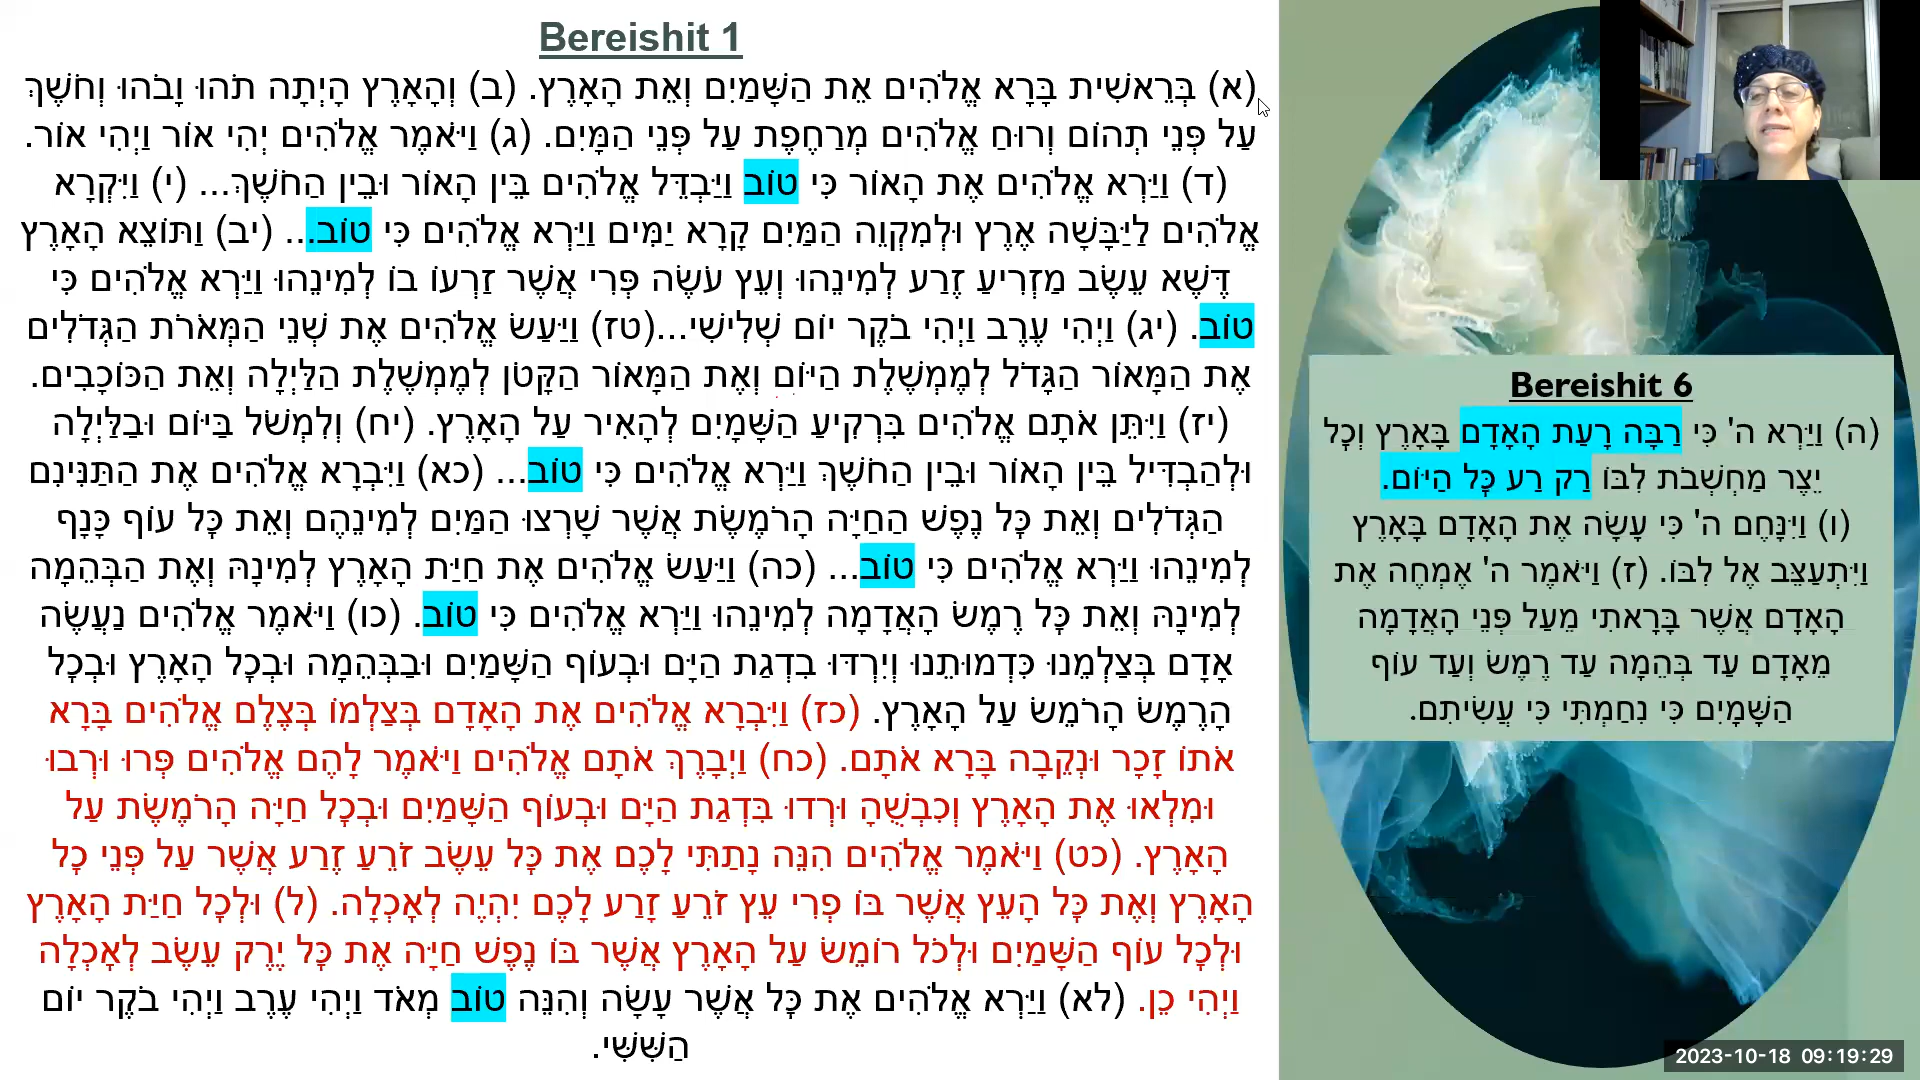 Bereishit 1
(א) בְּרֵאשִׁית בָּרָא אֱלֹהִים אֵת הַשָּׁמַיִם וְאֵת הָאָרֶץ. (ב) וְהָאָרֶץ הָיְתָה תֹהוּ וָבֹהוּ וְחֹשֶׁךְ
עַל פְּנֵי תְהוֹם וְרוּחַ אֱלֹהִים מְרַחֶפֶת עַל פְּנֵי הַמָּיִם. (ג) וַיֹּאמֶר אֱלֹהִים יְהִי אוֹר וַיְהִי אוֹר.
(ד) וַיַּרְא אֱלֹהִים אֶת הָאוֹר כִּי טוֹב וַיַּבְדֵּל אֱלֹהִים בֵּין הָאוֹר וּבֵין הַחֹשֶׁךְ... (י) וַיִּקְרָא
אֱלֹהִים לַיַּבָּשָׁה אֶרֶץ וּלְמִקְוֵה הַמַּיִם קָרָא יַמִּים וַיַּרְא אֱלֹהִים כִּי טוֹב... (יב) וַתּוֹצֵא הָאָרֶץ
דֶּשֶׁא עֵשֶׂב מַזְרִיעַ זֶרַע לְמִינֵהוּ וְעֵץ עֹשֶׂה פְּרִי אֲשֶׁר זַרְעוֹ בוֹ לְמִינֵהוּ וַיַּרְא אֱלֹהִים כִּי
טוֹב. (יג) וַיְהִי עֶרֶב וַיְהִי בֹקֶר יוֹם שְׁלִישִׁי...(טז) וַיַּעַשׂ אֱלֹהִים אֶת שְׁנֵי הַמְּאֹרֹת הַגְּדֹלִים
אֶת הַמָּאוֹר הַגָּדֹל לְמֶמְשֶׁלֶת הַיּוֹם וְאֶת הַמָּאוֹר הַקָּטֹן לְמֶמְשֶׁלֶת הַלַּיְלָה וְאֵת הַכּוֹכָבִים.
(יז) וַיִּתֵּן אֹתָם אֱלֹהִים בִּרְקִיעַ הַשָּׁמָיִם לְהָאִיר עַל הָאָרֶץ. (יח) וְלִמְשֹׁל בַּיּוֹם וּבַלַּיְלָה
וּלְהַבְדִּיל בֵּין הָאוֹר וּבֵין הַחֹשֶׁךְ וַיַּרְא אֱלֹהִים כִּי טוֹב... (כא) וַיִּבְרָא אֱלֹהִים אֶת הַתַּנִּינִם
הַגְּדֹלִים וְאֵת כָּל נֶפֶשׁ הַחַיָּה הָרֹמֶשֶׂת אֲשֶׁר שָׁרְצוּ הַמַּיִם לְמִינֵהֶם וְאֵת כָּל עוֹף כָּנָף
לְמִינֵהוּ וַיַּרְא אֱלֹהִים כִּי טוֹב... (כה) וַיַּעַשׂ אֱלֹהִים אֶת חַיַּת הָאָרֶץ לְמִינָהּ וְאֶת הַבְּהֵמָה
לְמִינָהּ וְאֵת כָּל רֶמֶשׂ הָאֲדָמָה לְמִינֵהוּ וַיַּרְא אֱלֹהִים כִּי טוֹב. (כו) וַיֹּאמֶר אֱלֹהִים נַעֲשֶׂה
אָדָם בְּצַלְמֵנוּ כִּדְמוּתֵנוּ וְיִרְדּוּ בִדְגַת הַיָּם וּבְעוֹף הַשָּׁמַיִם וּבַבְּהֵמָה וּבְכָל הָאָרֶץ וּבְכָל
הָרֶמֶשׂ הָרֹמֵשׂ עַל הָאָרֶץ. (כז) וַיִּבְרָא אֱלֹהִים אֶת הָאָדָם בְּצַלְמוֹ בְּצֶלֶם אֱלֹהִים בָּרָא
אֹתוֹ זָכָר וּנְקֵבָה בָּרָא אֹתָם. (כח) וַיְבָרֶךְ אֹתָם אֱלֹהִים וַיֹּאמֶר לָהֶם אֱלֹהִים פְּרוּ וּרְבוּ
וּמִלְאוּ אֶת הָאָרֶץ וְכִבְשֻׁהָ וּרְדוּ בִּדְגַת הַיָּם וּבְעוֹף הַשָּׁמַיִם וּבְכָל חַיָּה הָרֹמֶשֶׂת עַל
הָאָרֶץ. (כט) וַיֹּאמֶר אֱלֹהִים הִנֵּה נָתַתִּי לָכֶם אֶת כָּל עֵשֶׂב זֹרֵעַ זֶרַע אֲשֶׁר עַל פְּנֵי כָל
הָאָרֶץ וְאֶת כָּל הָעֵץ אֲשֶׁר בּוֹ פְרִי עֵץ זֹרֵעַ זָרַע לָכֶם יִהְיֶה לְאָכְלָה. (ל) וּלְכָל חַיַּת הָאָרֶץ
וּלְכָל עוֹף הַשָּׁמַיִם וּלְכֹל רוֹמֵשׂ עַל הָאָרֶץ אֲשֶׁר בּוֹ נֶפֶשׁ חַיָּה אֶת כָּל יֶרֶק עֵשֶׂב לְאָכְלָה
וַיְהִי כֵן. (לא) וַיַּרְא אֱלֹהִים אֶת כָּל אֲשֶׁר עָשָׂה וְהִנֵּה טוֹב מְאֹד וַיְהִי עֶרֶב וַיְהִי בֹקֶר יוֹם
הַשִּׁשִּׁי.
Bereishit 6
(ה) וַיַּרְא ה' כִּי רַבָּה רָעַת הָאָדָם בָּאָרֶץ וְכָל
יֵצֶר מַחְשְׁבֹת לִבּוֹ רַק רַע כָּל הַיּוֹם.
(ו) וַיִּנָּחֶם ה' כִּי עָשָׂה אֶת הָאָדָם בָּאָרֶץ
וַיִּתְעַצֵּב אֶל לִבּוֹ. (ז) וַיֹּאמֶר ה' אֶמְחֶה אֶת
הָאָדָם אֲשֶׁר בָּרָאתִי מֵעַל פְּנֵי הָאֲדָמָה
מֵאָדָם עַד בְּהֵמָה עַד רֶמֶשׂ וְעַד עוֹף
הַשָּׁמָיִם כִּי נִחַמְתִּי כִּי עֲשִׂיתִם.
2023-10-18 09:19:29